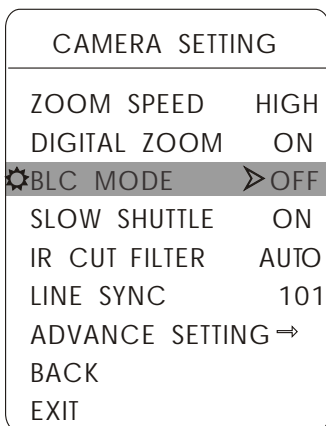 CAMERA SETTING
ZOOM SPEED HIGH
DIGITAL ZOOM ON
BLC MODE OFF
SLOW SHUTTLE ON
IR CUT FILTER AUTO
LINE SYNC 101
ADVANCE SETTING ⇒
BACK
EXIT